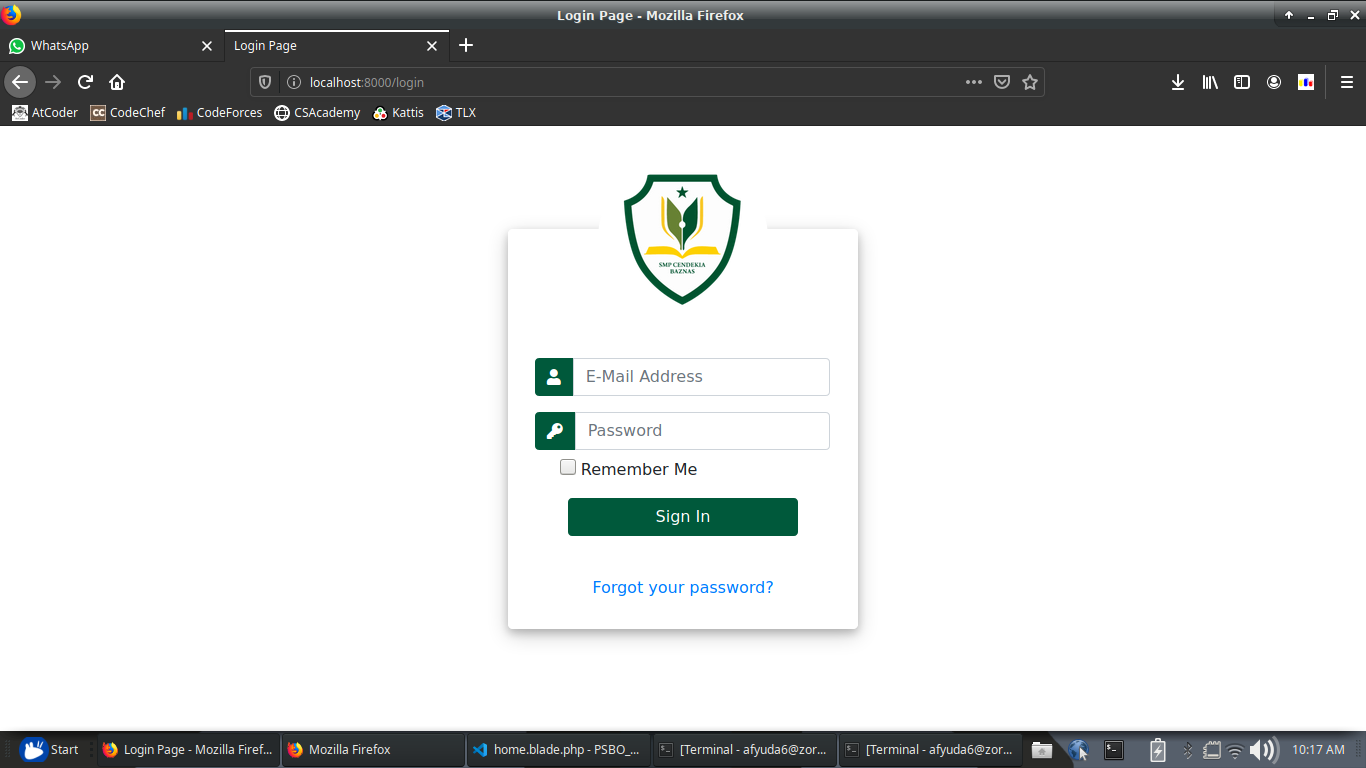 Login Page - Mozilla Firefox
WhatsApp
Login Page
localhost:8000/login
AtCoder
CC CodeChef
CodeForces
CSAcademy
Kattis
TLX
SMP CENDEKIA
BAZNAS
E-Mail Address
Password
Remember Me
Sign In
Forgot your password?
Start
Login Page - Mozilla Firef...
Mozilla Firefox
home.blade.php - PSBO_...
[Terminal - afyuda6@zor...
[Terminal - afyuda6@zor...
10:17 AM